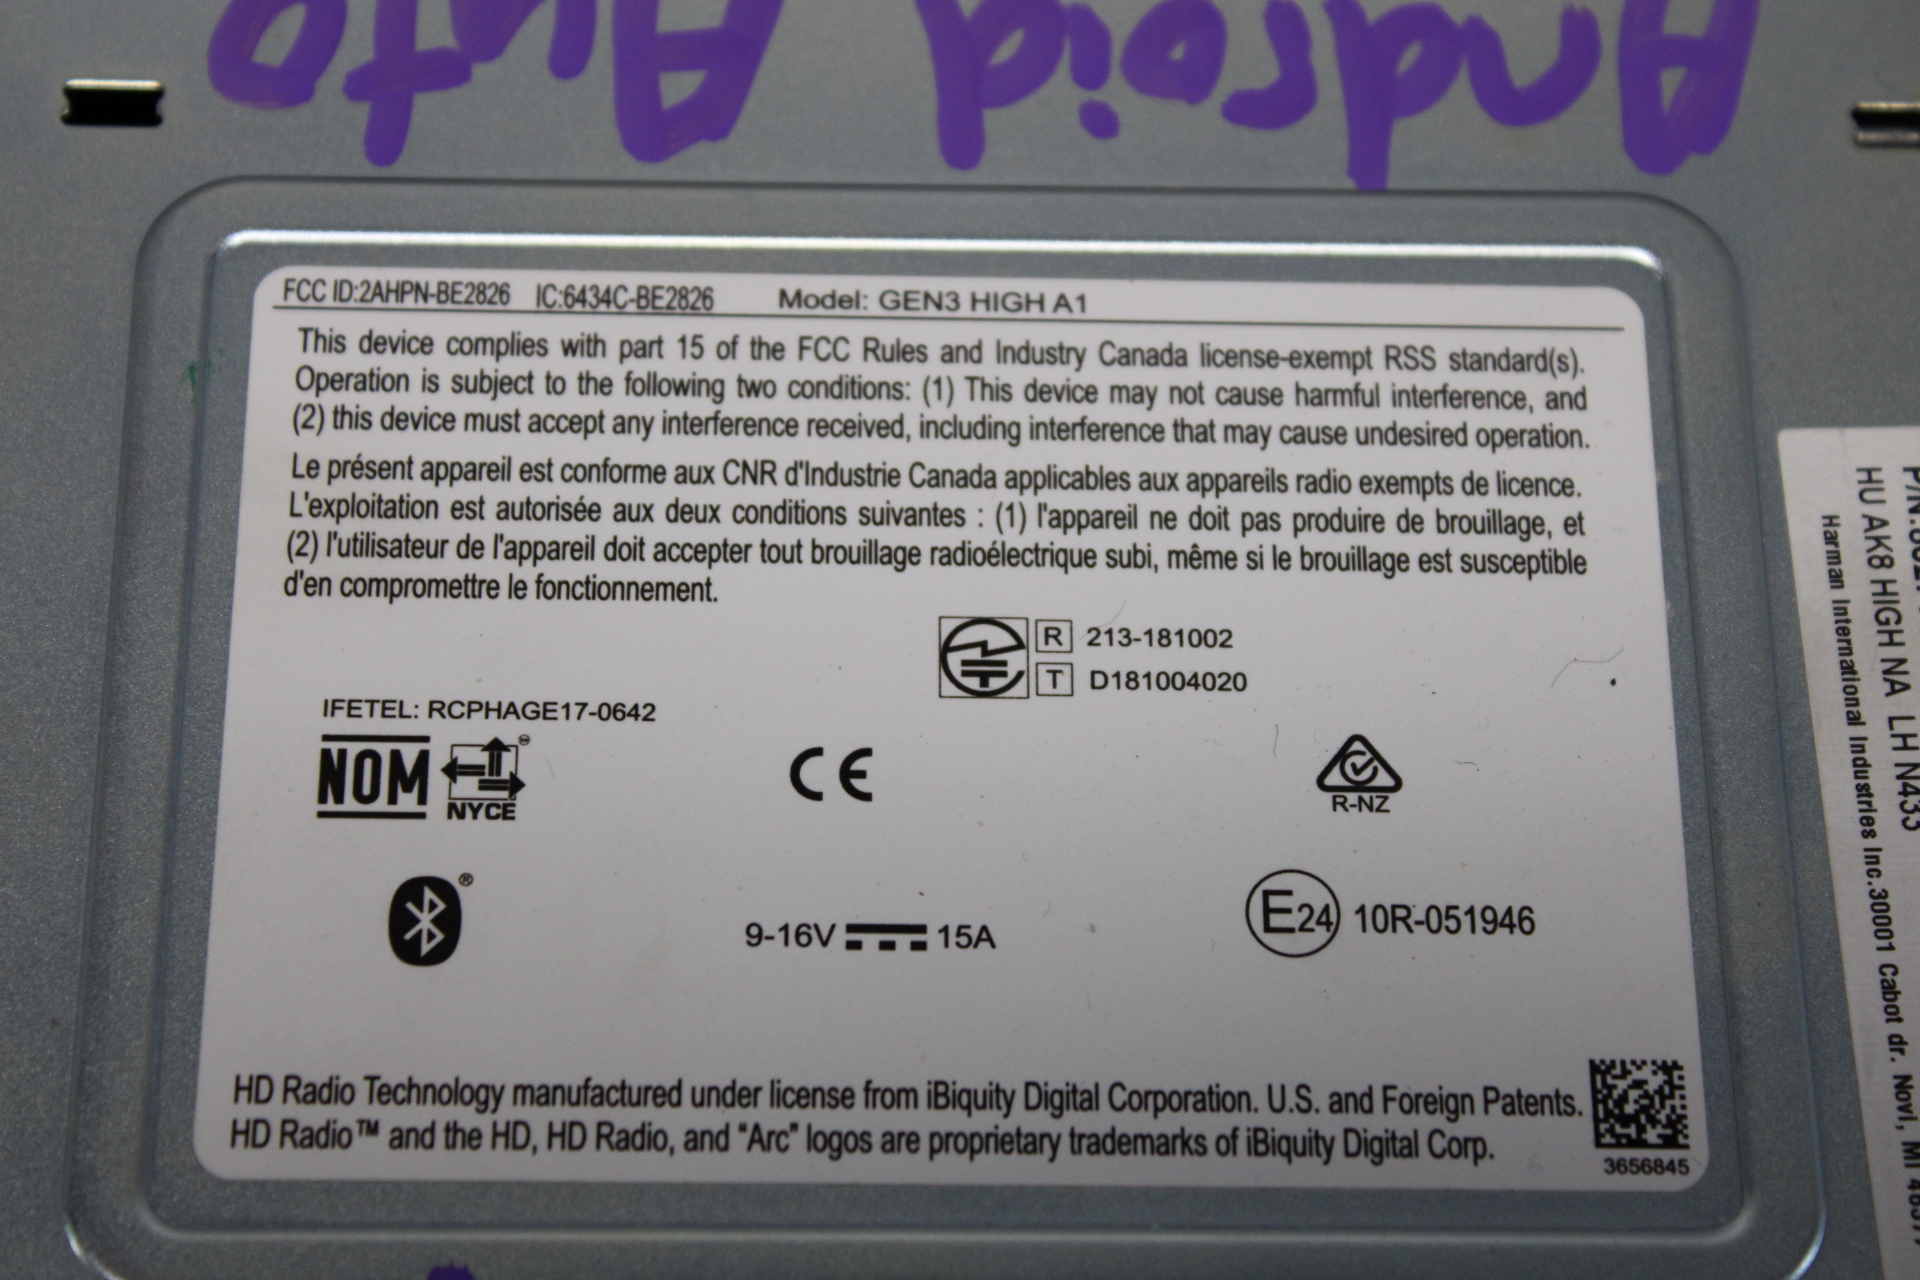 Android Auto
FCC ID:2AHPN-BE2826 IC:6434C-BE2826 Model: GEN3 HIGH A1
This device complies with part 15 of the FCC Rules and Industry Canada license-exempt RSS standard(s).
Operation is subject to the following two conditions: (1) This device may not cause harmful interference, and
(2) this device must accept any interference received, including interference that may cause undesired operation.
Le présent appareil est conforme aux CNR d'Industrie Canada applicables aux appareils radio exempts de licence.
L'exploitation est autorisée aux deux conditions suivantes : (1) l'appareil ne doit pas produire de brouillage, et
(2) l'utilisateur de l'appareil doit accepter tout brouillage radioélectrique subi, même si le brouillage est susceptible
d'en compromettre le fonctionnement.
R 213-181002
T D181004020
IFETEL: RCPHAGE17-0642
NOM NYCE
CE
R-NZ
9-16V 15A
E24 10R-051946
HD Radio Technology manufactured under license from iBiquity Digital Corporation. U.S. and Foreign Patents.
HD Radio™ and the HD, HD Radio, and "Arc" logos are proprietary trademarks of iBiquity Digital Corp.
3656845
HU AK8 HIGH NA LH N433
Harman International Industries Inc.30001 Cabot dr. Novi, MI